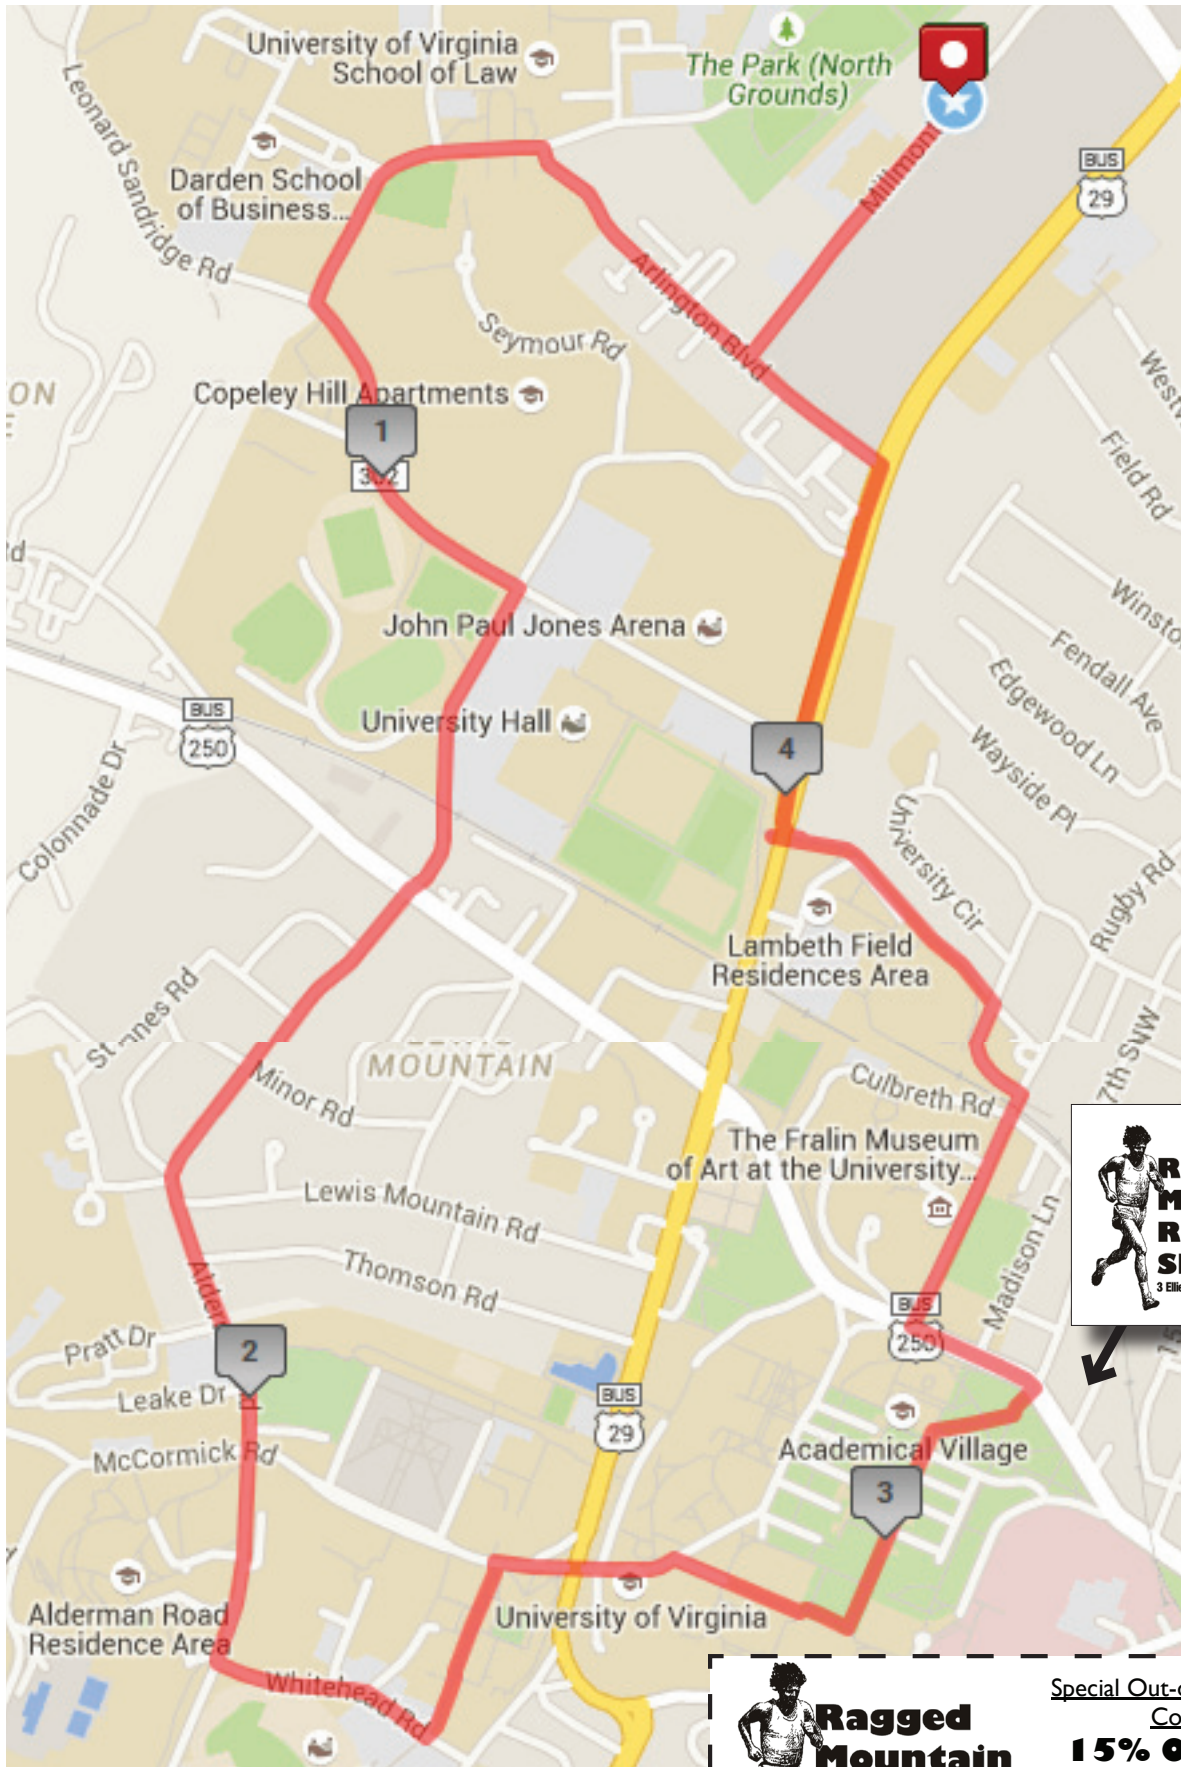 University of Virginia
School of Law
The Park (North
Grounds)
Leonard Sandridge Rd
Darden School
of Business...
Millmont
BUS
29
Arlington Blvd
Seymour Rd
Copeley Hill Apartments
ON
1
Field Rd
John Paul Jones Arena
Fendall Ave
Edgewood Ln
Wayside Pl
University Hall
BUS
250
4
Colonnade Dr
University Cir
Rugby Rd
Lambeth Field
Residences Area
MOUNTAIN
Minor Rd
Culbreth Rd
7th St NW
The Fralin Museum
of Art at the University...
Lewis Mountain Rd
Thomson Rd
Madison Ln
Alder
BUS
250
Pratt Dr
2
Leake Dr
BUS
29
McCormick Rd
Academical Village
3
Alderman Road
Residence Area
University of Virginia
Whitehead Rd
Ragged
Mountain
15%